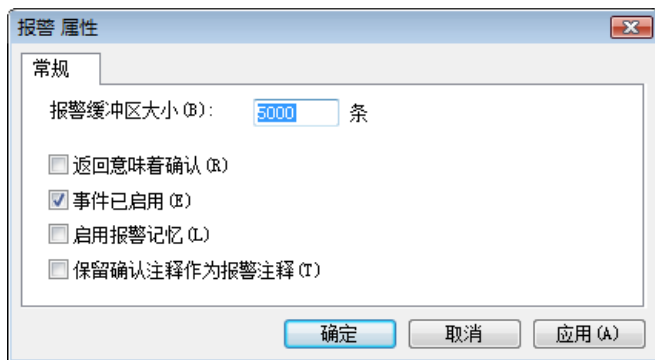 报警 属性
常规
报警缓冲区大小(B): 5000 条
返回意味着确认(R)
事件已启用(E)
启用报警记忆(L)
保留确认注释作为报警注释(T)
确定 取消 应用(A)